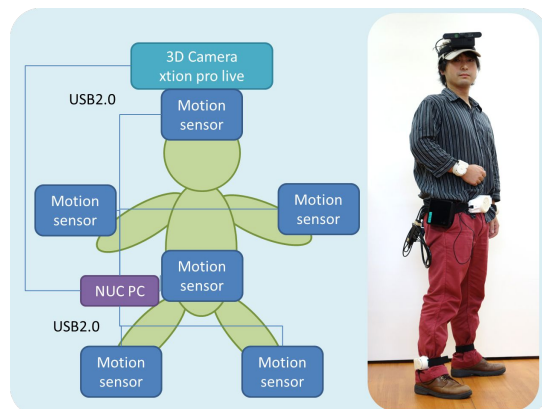 3D Camera
xtion pro live
USB2.0
Motion
sensor
Motion
sensor
Motion
sensor
Motion
sensor
NUC PC
USB2.0
Motion
sensor
Motion
sensor